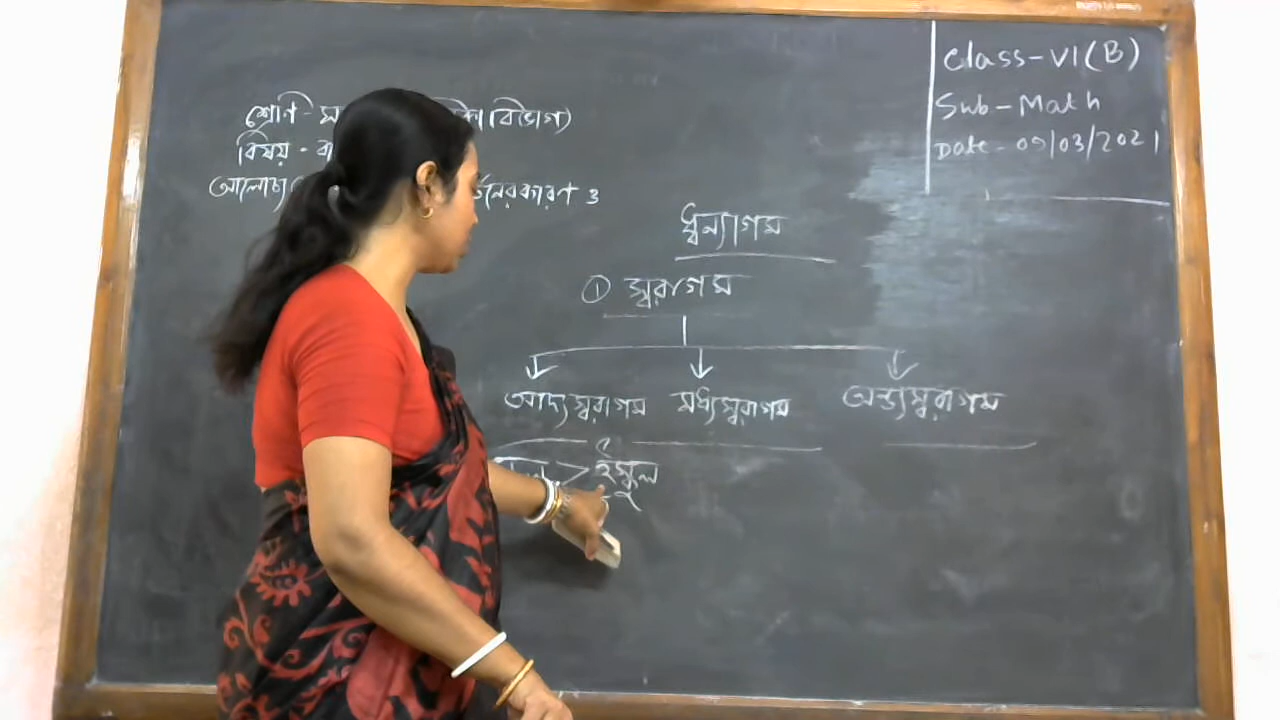 শ্রেণি - স বিভাগ)
বিষয় - বা
আলোচ্য র্তনের কারণ ও
Class - VI (B)
Sub - Math
Date - 09/03/2021
ধ্বন্যাগম
① স্বরাগম
আদ্যস্বরাগম মধ্যস্বরাগম অন্ত্যস্বরাগম
> ইস্কুল